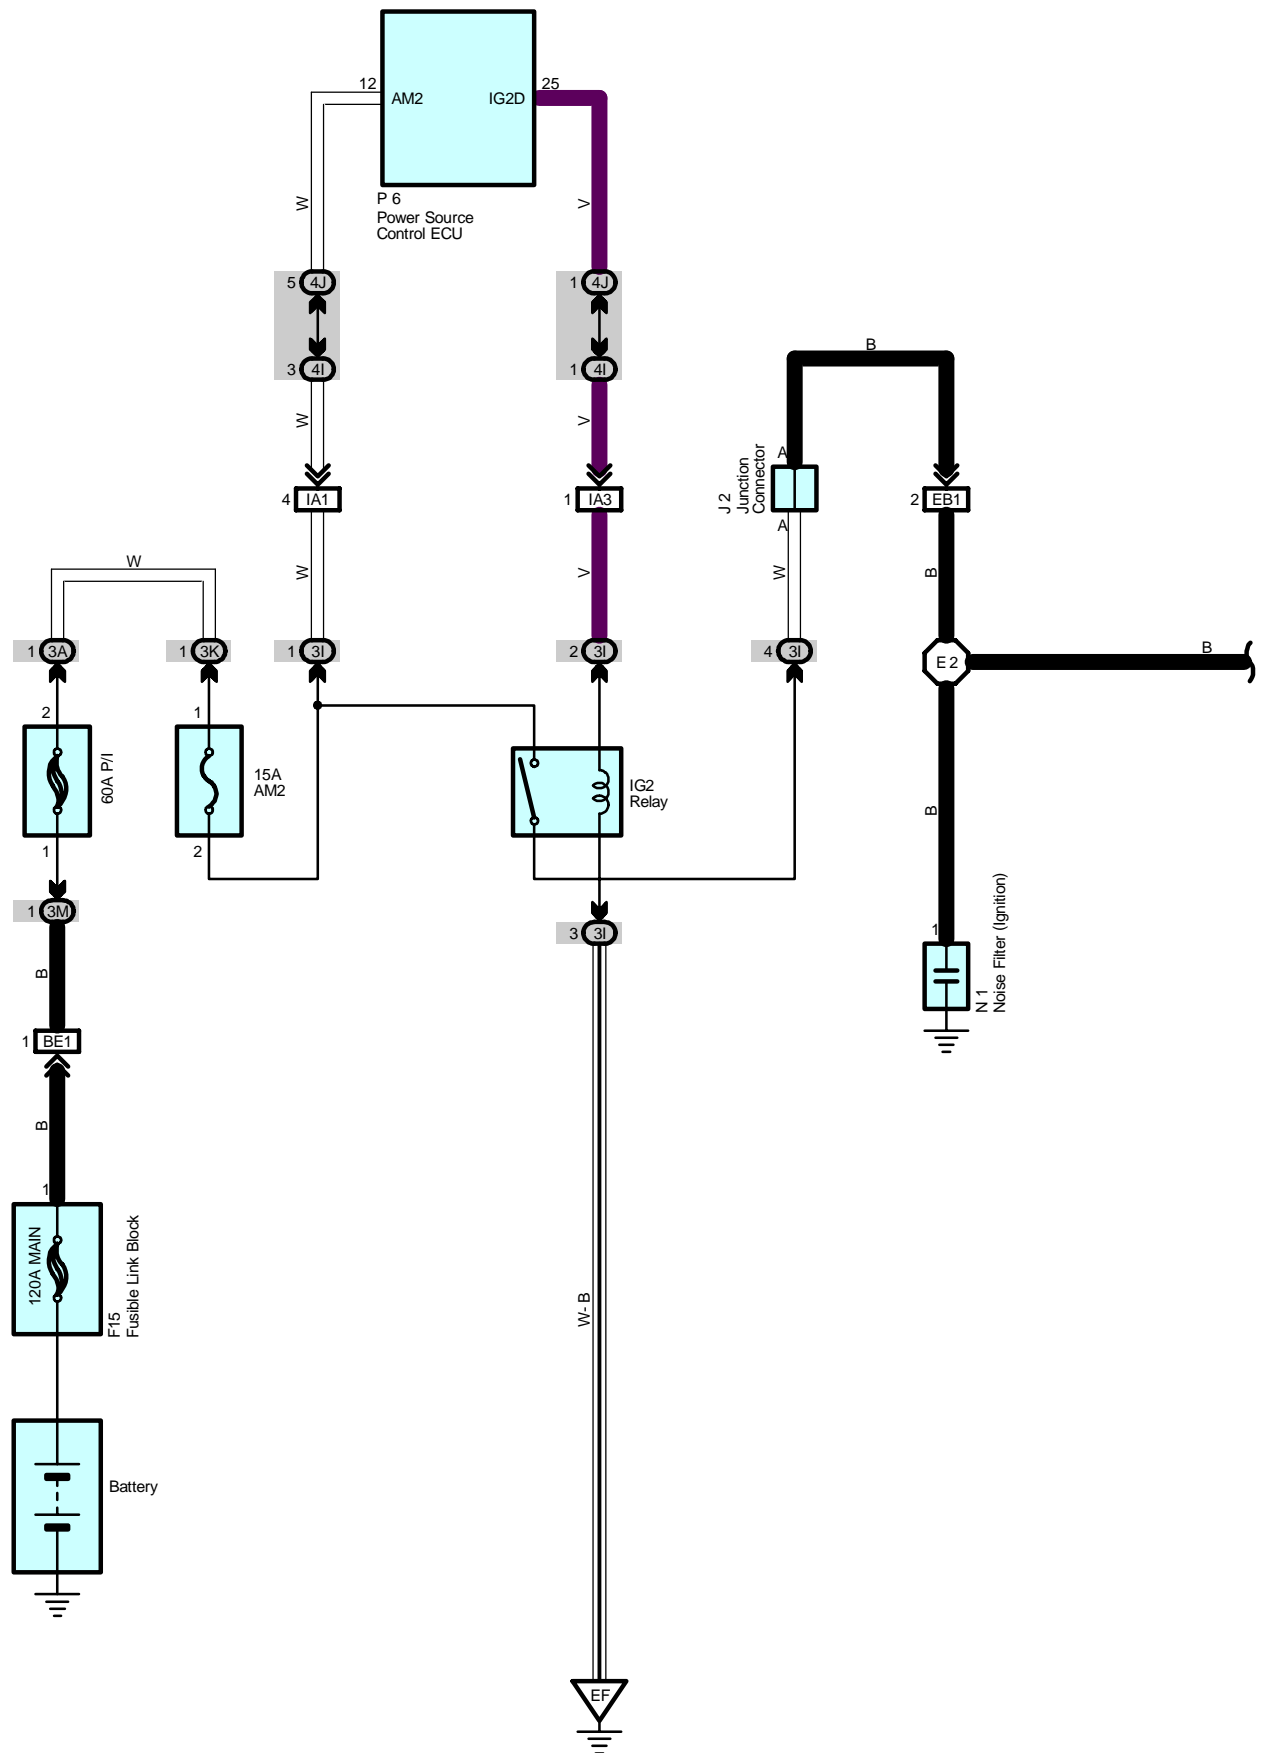 12
AM2
IG2D
25
P 6
Power Source
Control ECU
W
V
5 4J
1 4J
3 4I
1 4I
B
W
V
A
J 2
Junction
Connector
A
4 IA1
1 IA3
2 EB1
W
W
V
W
B
1 3A
1 3K
1 3I
2 3I
4 3I
E 2
B
2
1
60A P/I
15A
AM2
IG2
Relay
B
1
2
1 3M
3 3I
1
N 1
Noise Filter (Ignition)
B
1 BE1
B
1
120A MAIN
F15
Fusible Link Block
W- B
Battery
EF